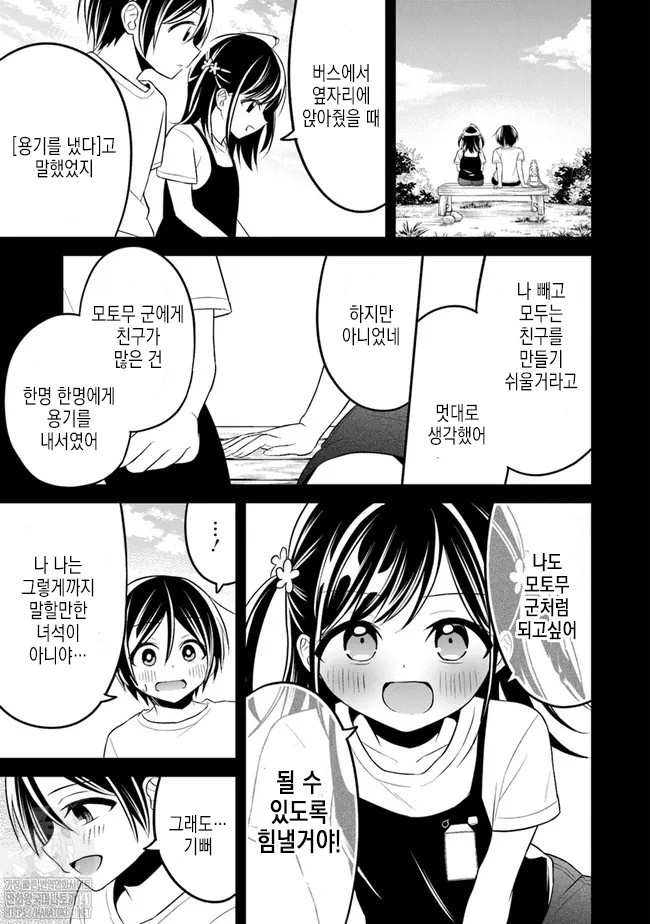 버스에서
옆자리에
앉아줬을 때
[용기를 냈다]고
말했었지
나 빼고
모두는
친구를
만들기
쉬울거라고
멋대로
생각했어
하지만
아니었네
모토무 군에게
친구가
많은 건
한명 한명에게
용기를
내서였어
나도
모토무
군처럼
되고싶어
될 수
있도록
힘낼거야!
…!
나 나는
그렇게까지
말할만한
녀석이
아니야…
그래도…
기뻐